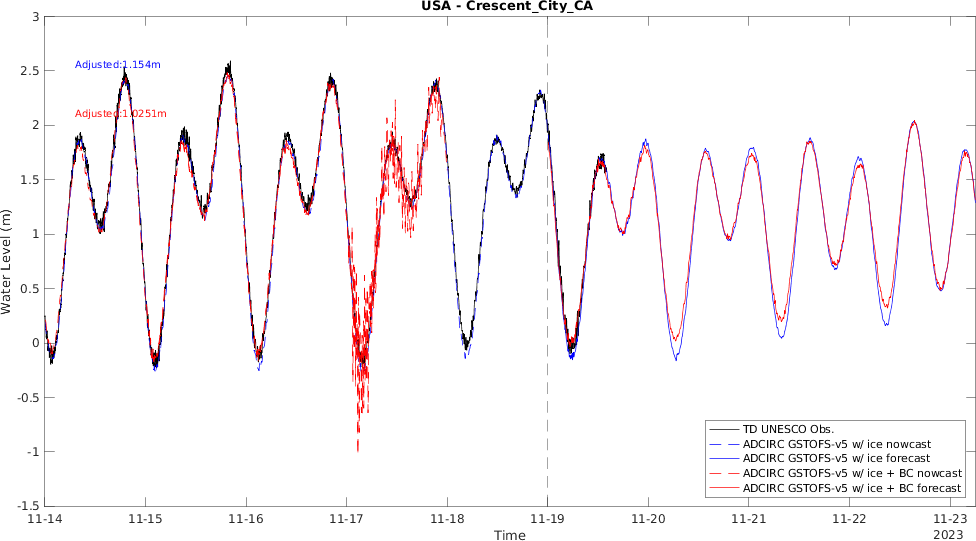 USA - Crescent_City_CA
3
2.5
2
1.5
1
0.5
0
-0.5
-1
-1.5
Water Level (m)
Adjusted:1.154m
Adjusted:1.0251m
TD UNESCO Obs.
ADCIRC GSTOFS-v5 w/ ice nowcast
ADCIRC GSTOFS-v5 w/ ice forecast
ADCIRC GSTOFS-v5 w/ ice + BC nowcast
ADCIRC GSTOFS-v5 w/ ice + BC forecast
11-14 11-15 11-16 11-17 11-18 11-19 11-20 11-21 11-22 11-23
Time
2023